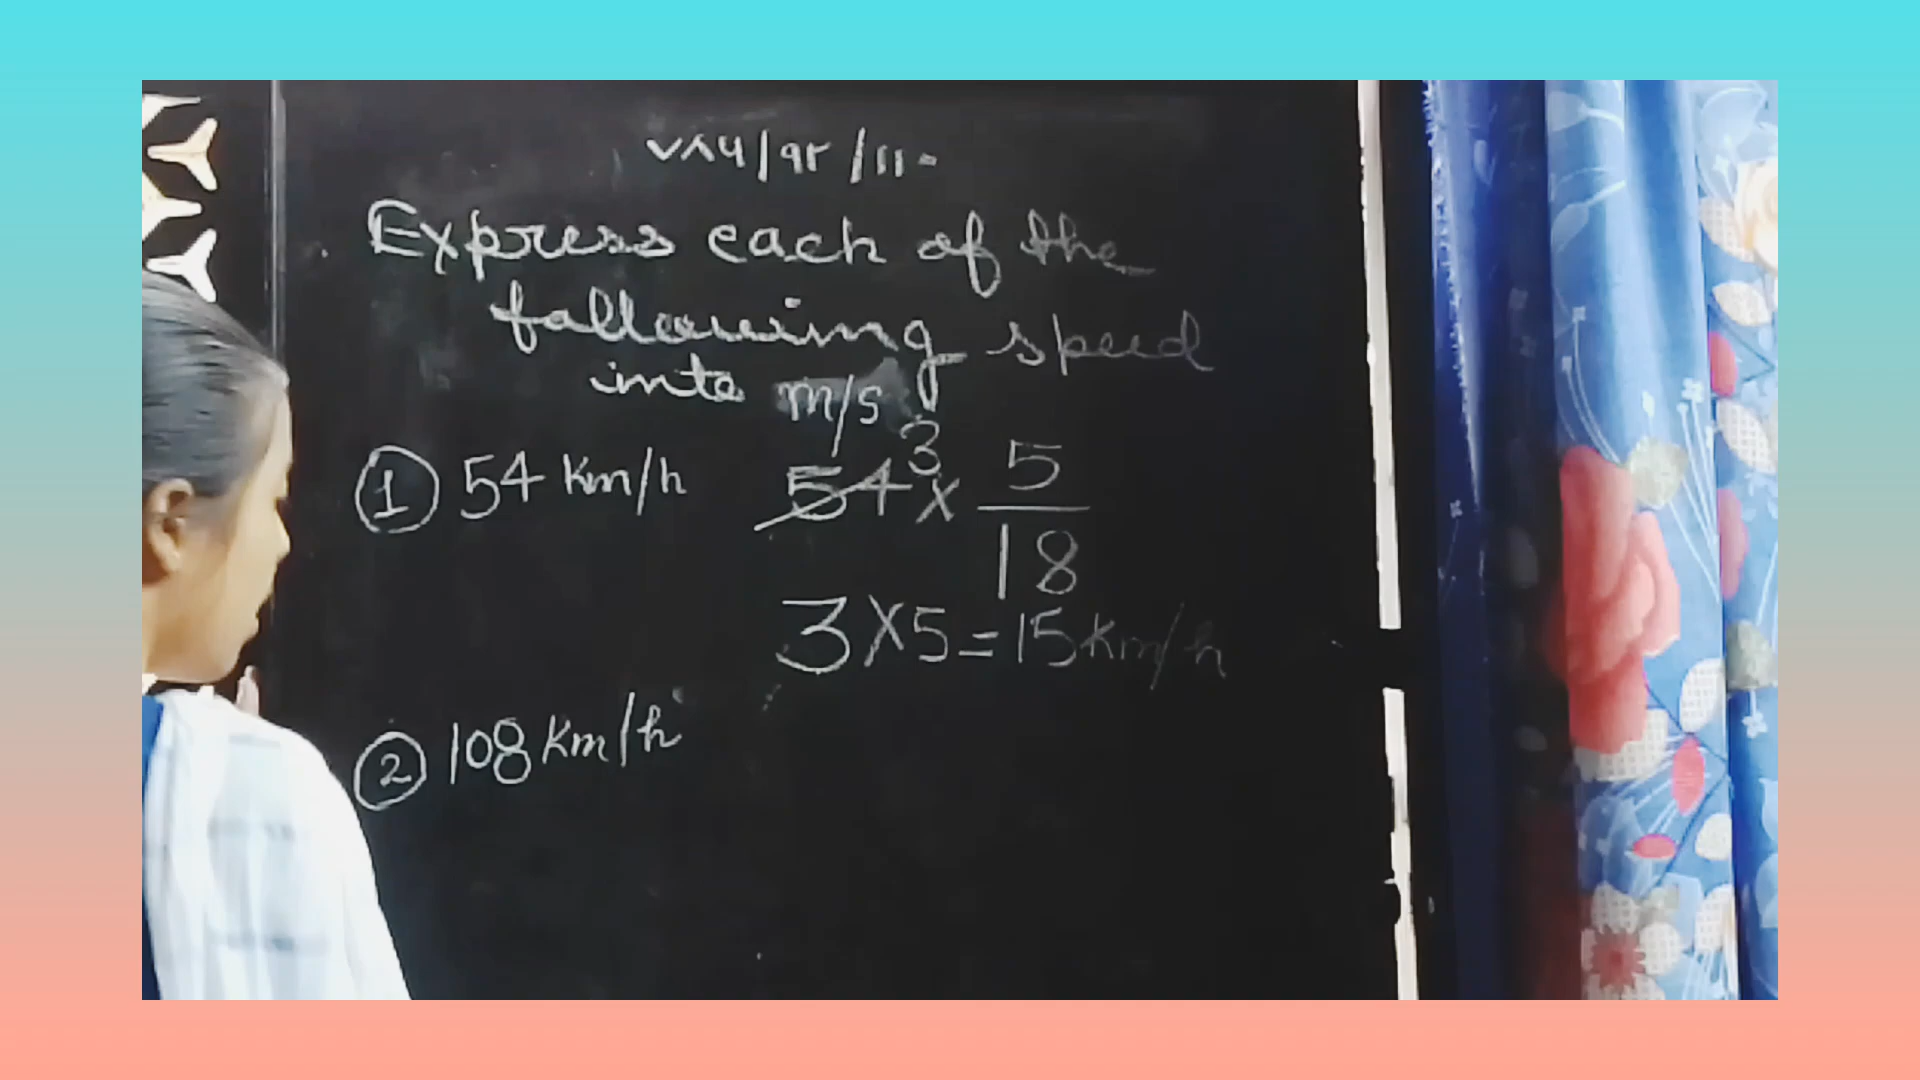 Express each of the
following speed
into m/s
① 54 Km/h 54 3 × 5/18
3 × 5 = 15 Km/h
② 108 Km/h